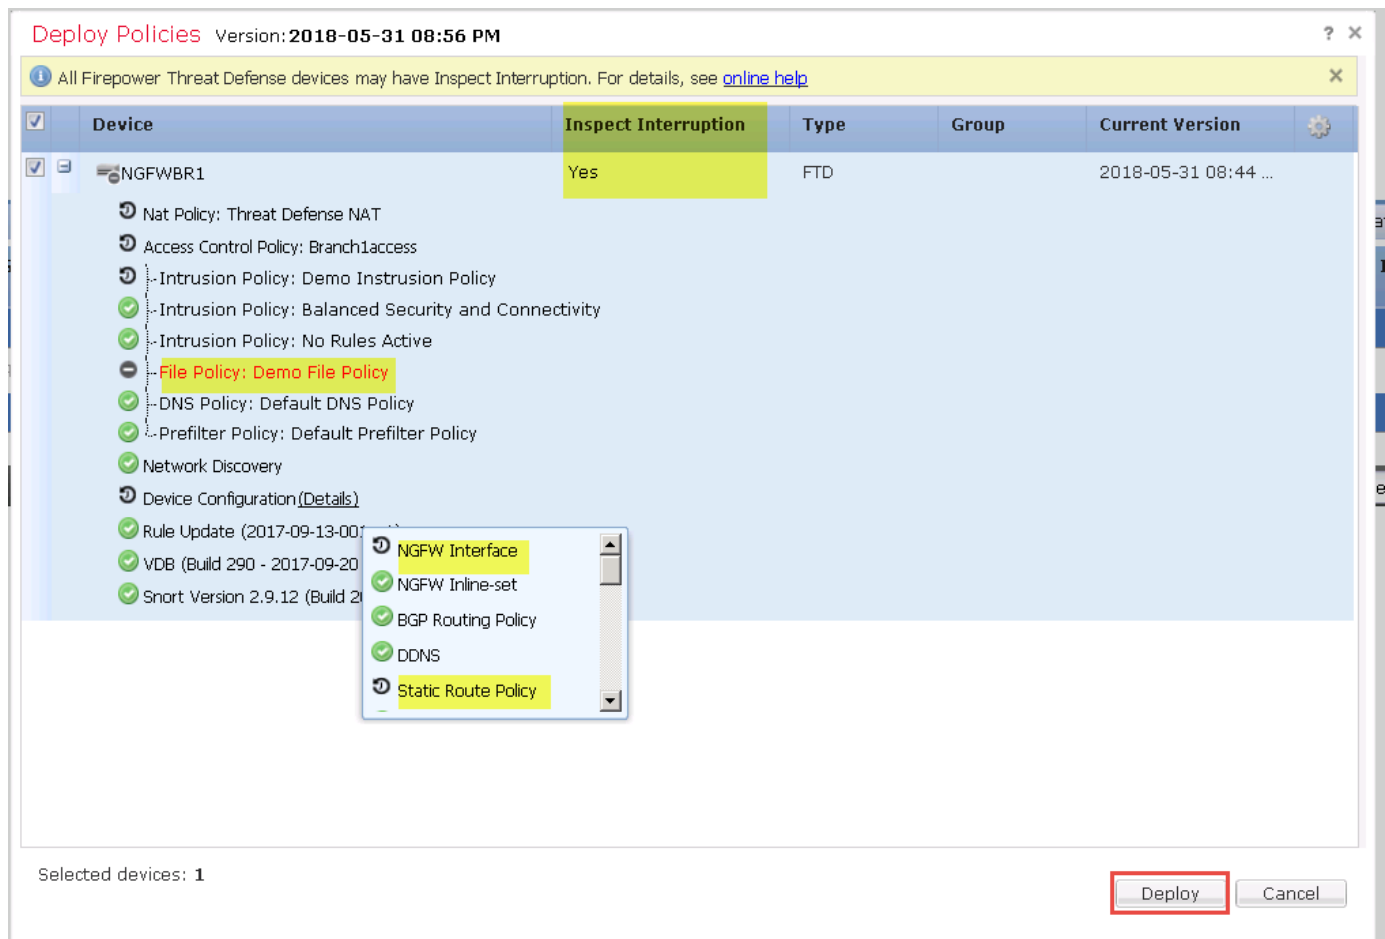 Deploy Policies Version:2018-05-31 08:56 PM ? ×
All Firepower Threat Defense devices may have Inspect Interruption. For details, see online help ×
Device Inspect Interruption Type Group Current Version
NGFWBR1 Yes FTD 2018-05-31 08:44 ...
Nat Policy: Threat Defense NAT
Access Control Policy: Branch1access
Intrusion Policy: Demo Instrusion Policy
Intrusion Policy: Balanced Security and Connectivity
Intrusion Policy: No Rules Active
File Policy: Demo File Policy
DNS Policy: Default DNS Policy
Prefilter Policy: Default Prefilter Policy
Network Discovery
Device Configuration(Details)
Rule Update (2017-09-13-001
VDB (Build 290 - 2017-09-20
Snort Version 2.9.12 (Build
NGFW Interface
NGFW Inline-set
BGP Routing Policy
DDNS
Static Route Policy
Selected devices: 1
Deploy Cancel